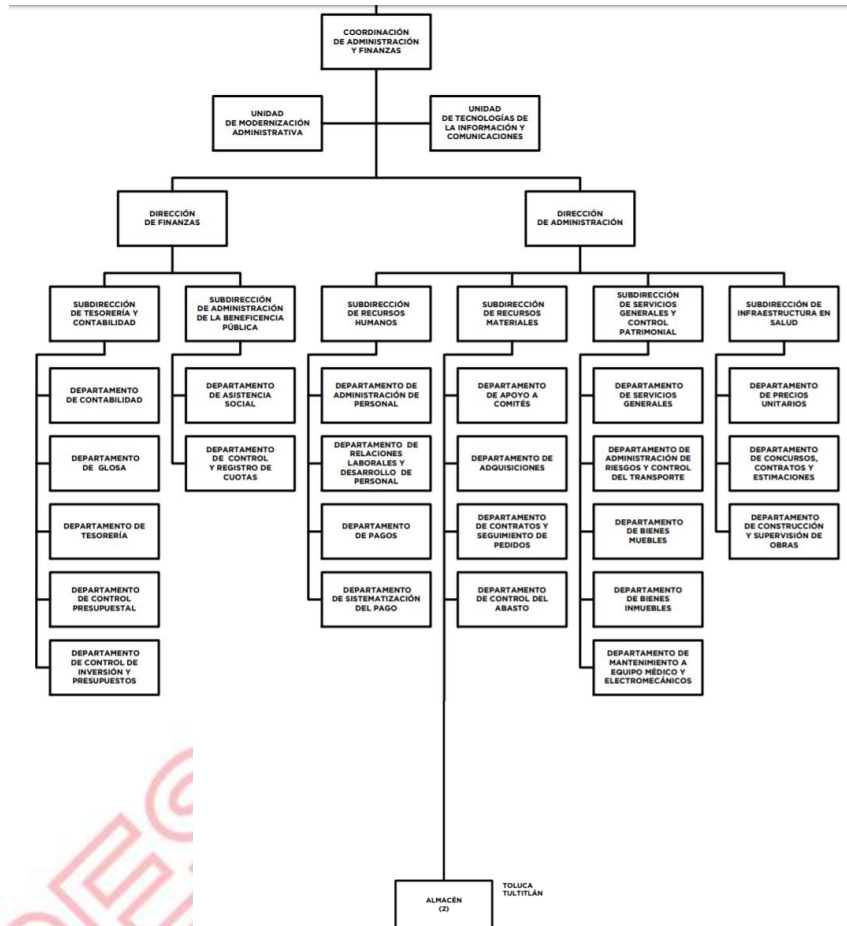 COORDINACIÓN
DE ADMINISTRACIÓN
Y FINANZAS
UNIDAD
DE MODERNIZACIÓN
ADMINISTRATIVA
UNIDAD
DE TECNOLOGÍAS DE
LA INFORMACIÓN Y
COMUNICACIONES
DIRECCIÓN
DE FINANZAS
DIRECCIÓN
DE ADMINISTRACIÓN
SUBDIRECCIÓN
DE TESORERÍA Y
CONTABILIDAD
SUBDIRECCIÓN
DE ADMINISTRACIÓN
DE LA BENEFICENCIA
PÚBLICA
SUBDIRECCIÓN
DE RECURSOS
HUMANOS
SUBDIRECCIÓN
DE RECURSOS
MATERIALES
SUBDIRECCIÓN
DE SERVICIOS
GENERALES Y
CONTROL
PATRIMONIAL
SUBDIRECCIÓN DE
INFRAESTRUCTURA EN
SALUD
DEPARTAMENTO
DE CONTABILIDAD
DEPARTAMENTO
DE ASISTENCIA
SOCIAL
DEPARTAMENTO DE
ADMINISTRACIÓN DE
PERSONAL
DEPARTAMENTO
DE APOYO A
COMITÉS
DEPARTAMENTO
DE SERVICIOS
GENERALES
DEPARTAMENTO
DE PRECIOS
UNITARIOS
DEPARTAMENTO
DE GLOSA
DEPARTAMENTO
DE CONTROL
Y REGISTRO DE
CUOTAS
DEPARTAMENTO DE
RELACIONES
LABORALES Y
DESARROLLO DE
PERSONAL
DEPARTAMENTO DE
ADQUISICIONES
DEPARTAMENTO DE
ADMINISTRACIÓN DE
RIESGOS Y CONTROL
DEL TRANSPORTE
DEPARTAMENTO
DE CONCURSOS,
CONTRATOS Y
ESTIMACIONES
DEPARTAMENTO DE
TESORERÍA
DEPARTAMENTO
DE PAGOS
DEPARTAMENTO
DE CONTRATOS Y
SEGUIMIENTO DE
PEDIDOS
DEPARTAMENTO
DE BIENES
MUEBLES
DEPARTAMENTO
DE CONSTRUCCIÓN
Y SUPERVISIÓN DE
OBRAS
DEPARTAMENTO
DE CONTROL
PRESUPUESTAL
DEPARTAMENTO
DE SISTEMATIZACIÓN
DEL PAGO
DEPARTAMENTO
DE CONTROL DEL
ABASTO
DEPARTAMENTO
DE BIENES
INMUEBLES
DEPARTAMENTO
DE CONTROL DE
INVERSIÓN Y
PRESUPUESTOS
DEPARTAMENTO DE
MANTENIMIENTO A
EQUIPO MÉDICO Y
ELECTROMECÁNICOS
ALMACÉN
(2)
TOLUCA
TULTITLÁN